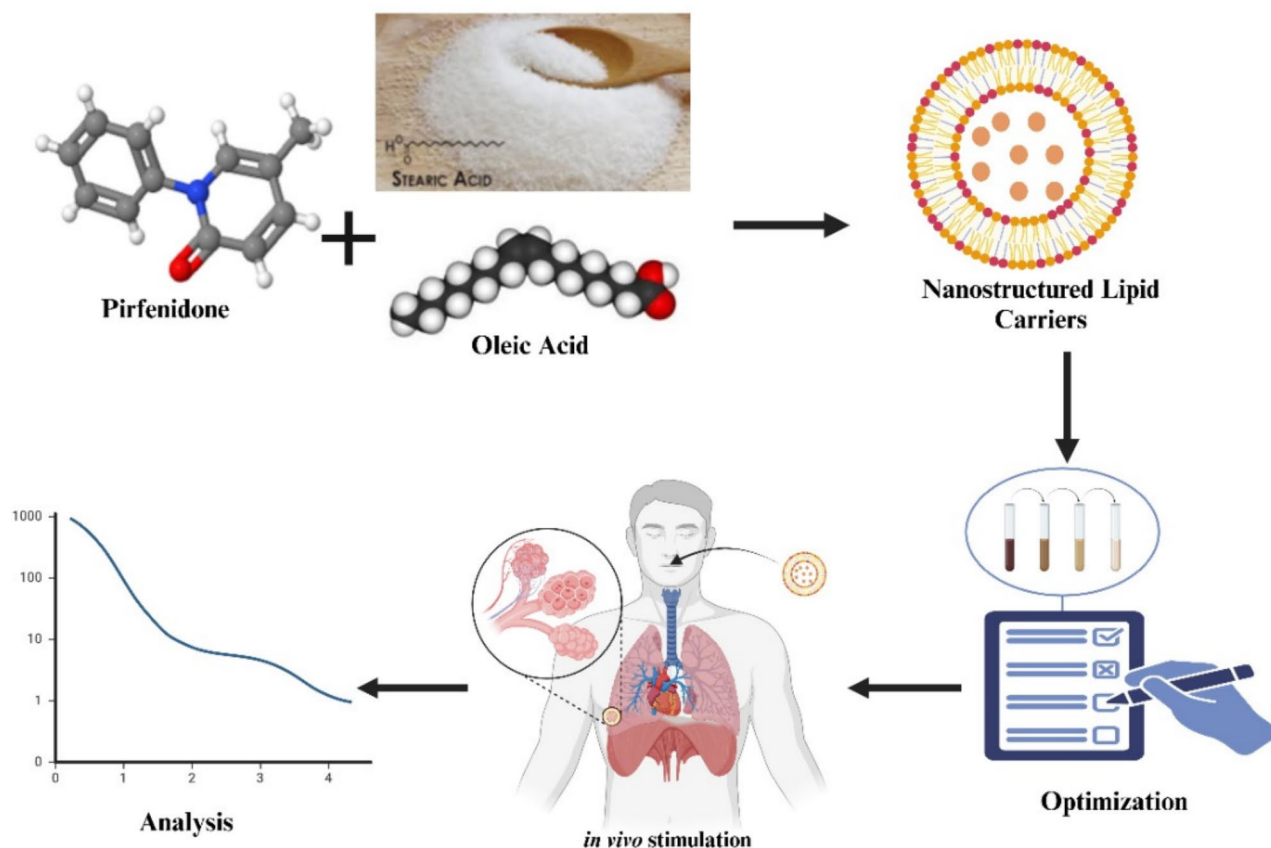 H O
O
STEARIC ACID
Pirfenidone
Oleic Acid
Nanostructured Lipid
Carriers
1000
100
10
1
0
0 1 2 3 4
Analysis
in vivo stimulation
Optimization